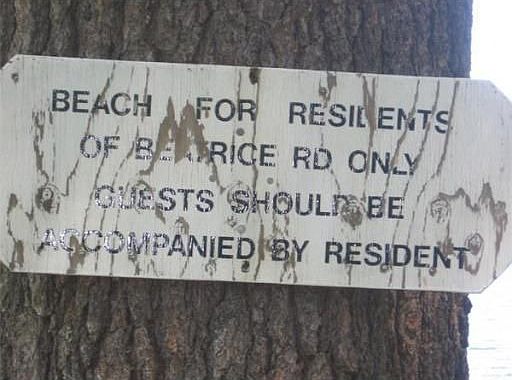 BEACH FOR RESIDENTS
OF BEATRICE RD ONLY
GUESTS SHOULD BE
ACCOMPANIED BY RESIDENT